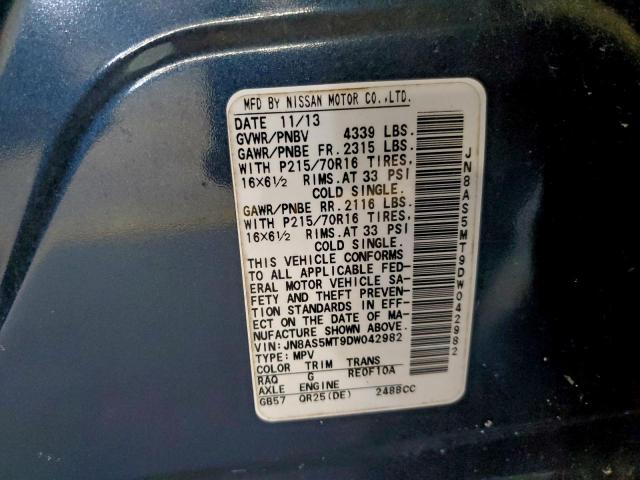 MFD BY NISSAN MOTOR CO.,LTD.
DATE 11/13
GVWR/PNBV 4339 LBS.
GAWR/PNBE FR. 2315 LBS.
WITH P215/70R16 TIRES,
16X6½ RIMS. AT 33 PSI
COLD SINGLE.
GAWR/PNBE RR. 2116 LBS.
WITH P215/70R16 TIRES,
16X6½ RIMS. AT 33 PSI
COLD SINGLE.
THIS VEHICLE CONFORMS
TO ALL APPLICABLE FED-
ERAL MOTOR VEHICLE SA-
FETY AND THEFT PREVEN-
TION STANDARDS IN EFF-
ECT ON THE DATE OF MA-
NUFACTURE SHOWN ABOVE.
VIN: JN8AS5MT9DW042982
TYPE: MPV
COLOR TRIM TRANS
RAQ G RE0F10A
AXLE ENGINE
GB57 QR25(DE) 2488CC
JN8AS5MT9DW042982